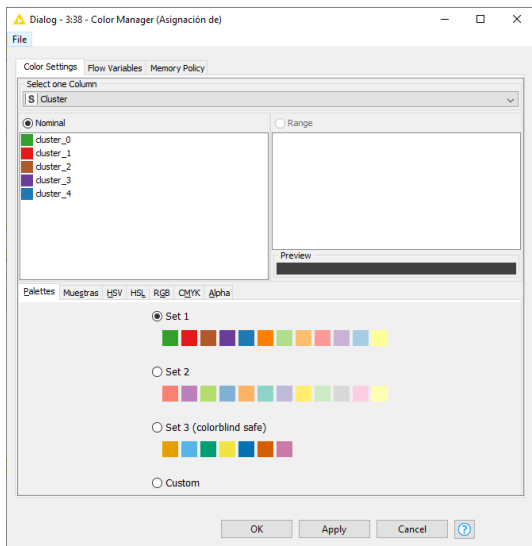 Dialog - 3:38 - Color Manager (Asignación de)
File
Color Settings Flow Variables Memory Policy
Select one Column
S Cluster
Nominal
Range
cluster_0
cluster_1
cluster_2
cluster_3
cluster_4
Preview
Palettes Muestras HSV HSL RGB CMYK Alpha
Set 1
Set 2
Set 3 (colorblind safe)
Custom
OK Apply Cancel ?